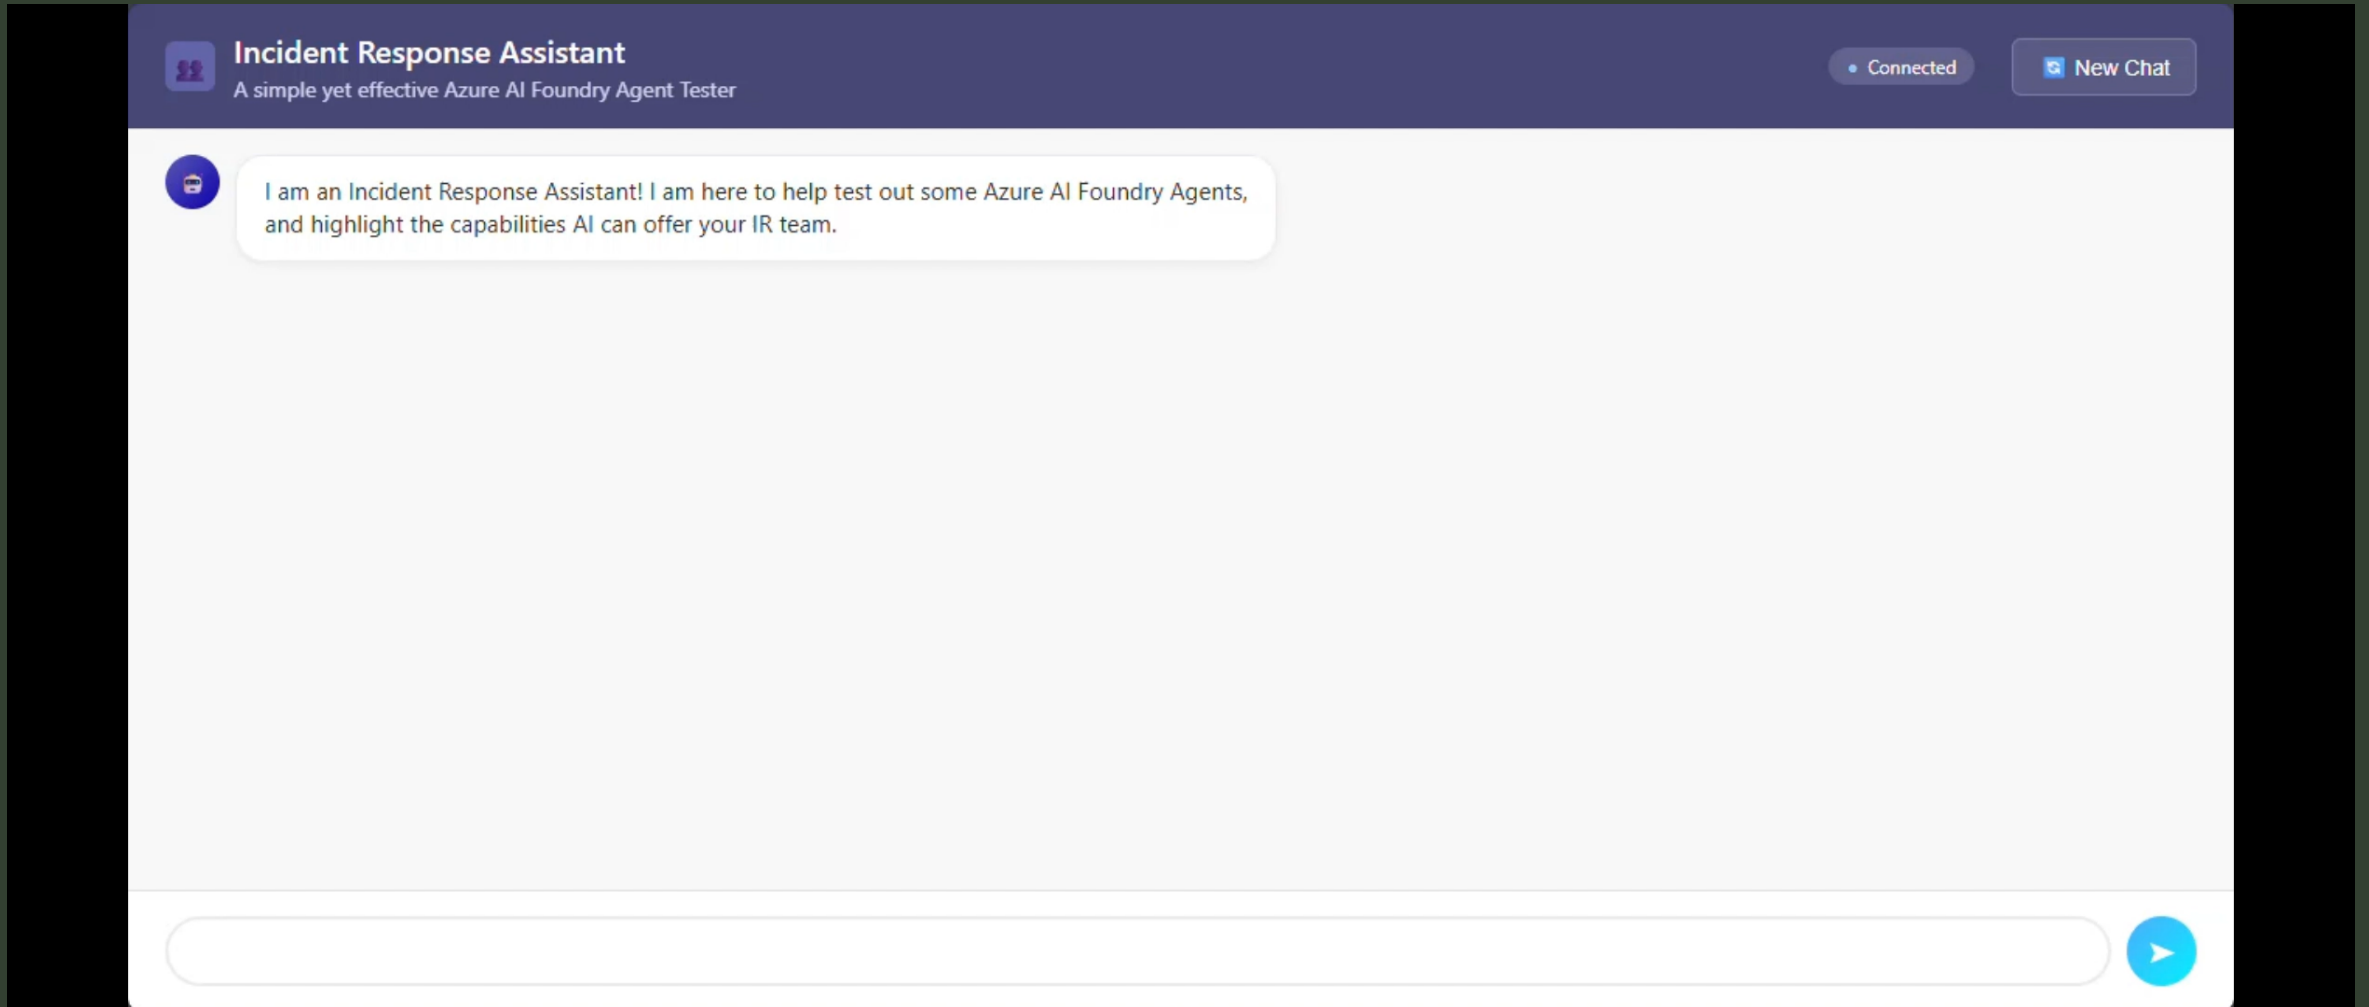 Incident Response Assistant
A simple yet effective Azure AI Foundry Agent Tester
Connected
New Chat
I am an Incident Response Assistant! I am here to help test out some Azure AI Foundry Agents,
and highlight the capabilities AI can offer your IR team.